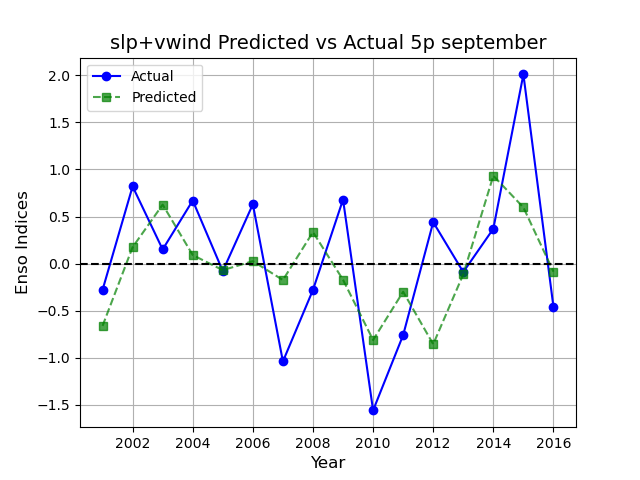 slp+vwind Predicted vs Actual 5p september
Actual
Predicted
2.0
1.5
1.0
0.5
0.0
−0.5
−1.0
−1.5
Enso Indices
2002 2004 2006 2008 2010 2012 2014 2016
Year